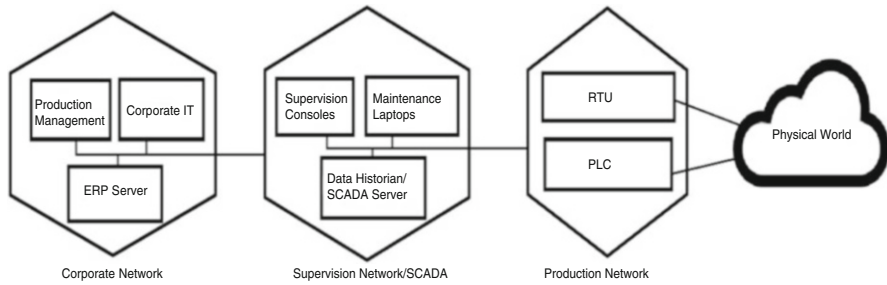 Production
Management
Corporate IT
ERP Server
Supervision
Consoles
Maintenance
Laptops
Data Historian/
SCADA Server
RTU
PLC
Physical World
Corporate Network
Supervision Network/SCADA
Production Network